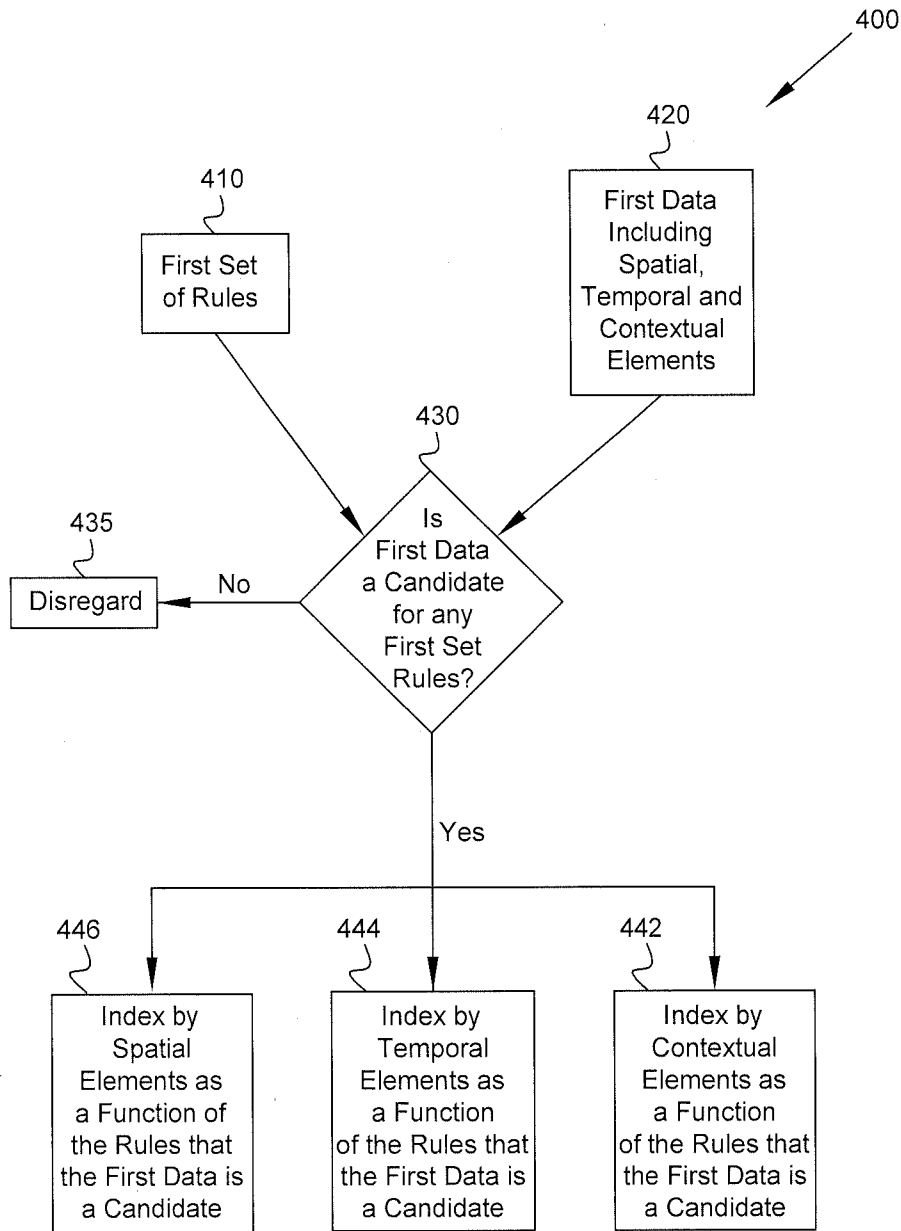 400
420
First Data
Including
Spatial,
Temporal and
Contextual
Elements
410
First Set
of Rules
430
Is
First Data
a Candidate
for any
First Set
Rules?
435
Disregard
No
Yes
446
Index by
Spatial
Elements as
a Function of
the Rules that
the First Data is
a Candidate
444
Index by
Temporal
Elements as
a Function
of the Rules that
the First Data is
a Candidate
442
Index by
Contextual
Elements as
a Function
of the Rules that
the First Data is
a Candidate